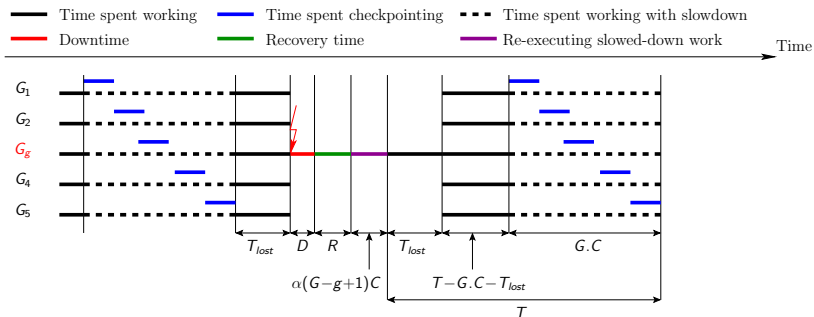 Time spent working
Time spent checkpointing
Time spent working with slowdown
Downtime
Recovery time
Re-executing slowed-down work
Time
G1
G2
Gg
G4
G5
Tlost
D
R
Tlost
G.C
α(G−g+1)C
T−G.C−Tlost
T